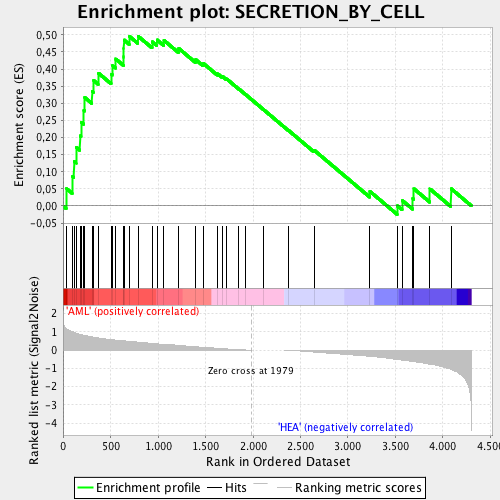 Enrichment plot: SECRETION_BY_CELL
Enrichment score (ES)
0,50
0,45
0,40
0,35
0,30
0,25
0,20
0,15
0,10
0,05
0,00
-0,05
'AML' (positively correlated)
Ranked list metric (Signal2Noise)
2
1
0
-1
-2
-3
-4
Zero cross at 1979
'HEA' (negatively correlated)
0
500
1 000
1 500
2 000
2 500
3 000
3 500
4 000
4 500
Rank in Ordered Dataset
Enrichment profile
Hits
Ranking metric scores